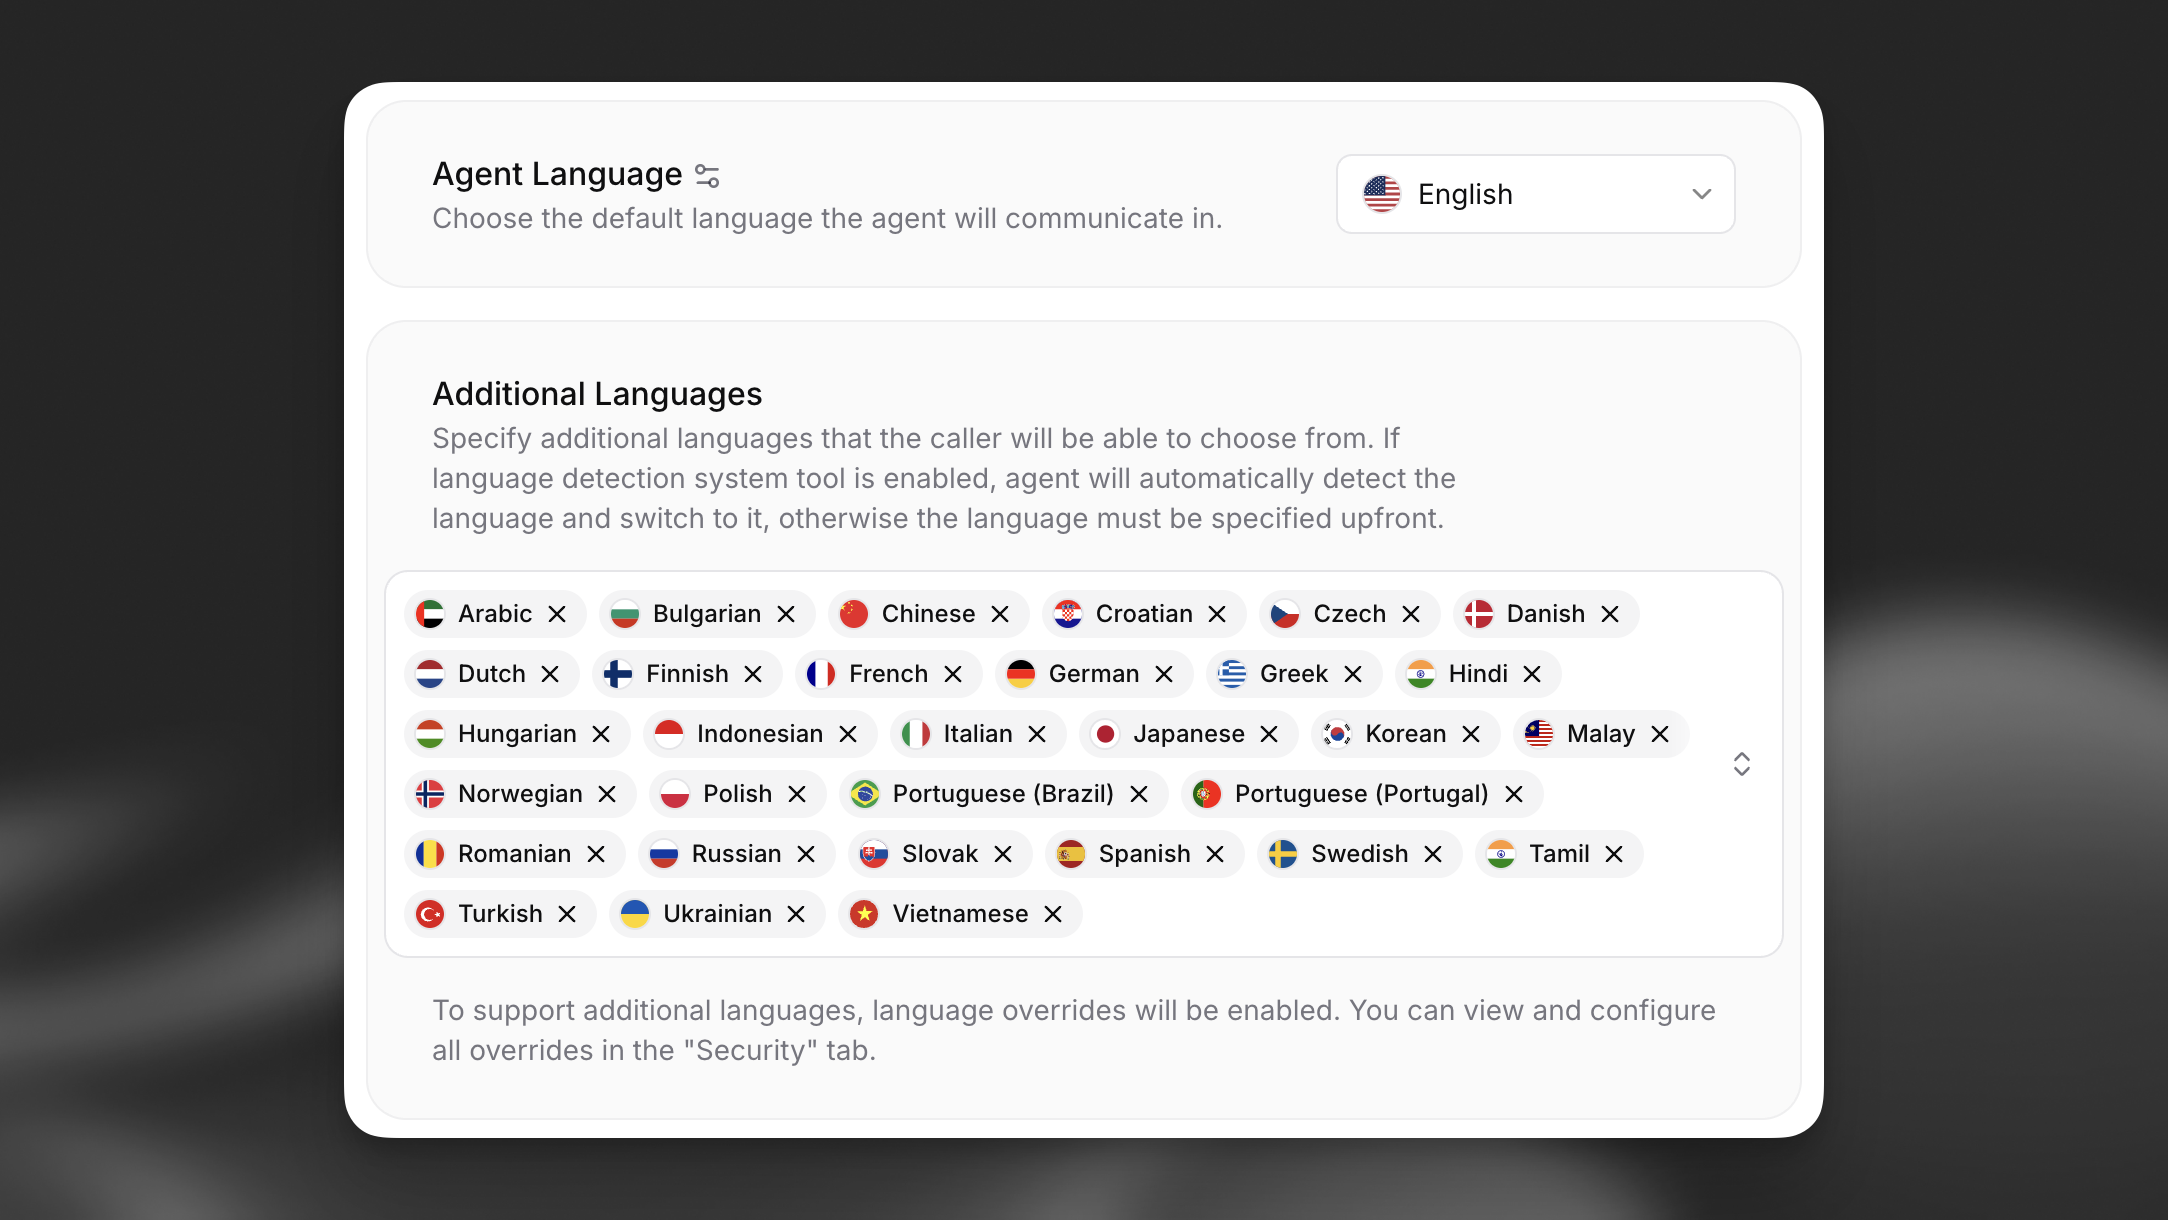 Agent Language
Choose the default language the agent will communicate in.
English
Additional Languages
Specify additional languages that the caller will be able to choose from. If
language detection system tool is enabled, agent will automatically detect the
language and switch to it, otherwise the language must be specified upfront.
Arabic Bulgarian Chinese Croatian Czech Danish
Dutch Finnish French German Greek Hindi
Hungarian Indonesian Italian Japanese Korean Malay
Norwegian Polish Portuguese (Brazil) Portuguese (Portugal)
Romanian Russian Slovak Spanish Swedish Tamil
Turkish Ukrainian Vietnamese
To support additional languages, language overrides will be enabled. You can view and configure
all overrides in the "Security" tab.